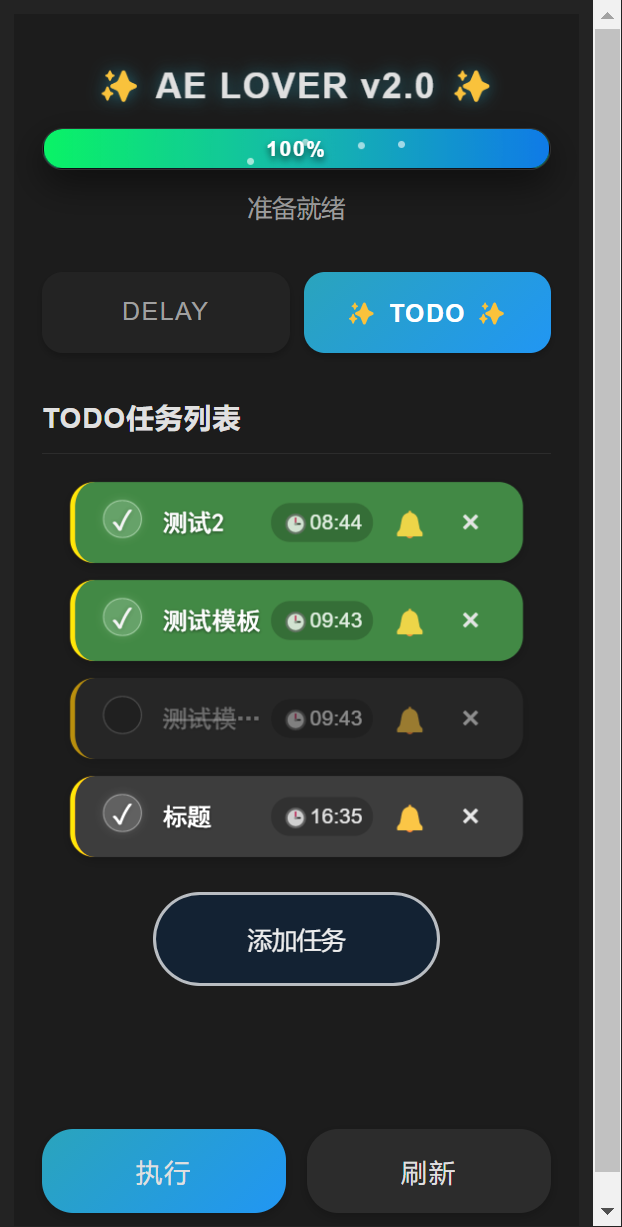 ✨ AE LOVER v2.0 ✨
100%
准备就绪
DELAY
✨ TODO ✨
TODO任务列表
✓ 测试2 🕒 08:44 🔔 ✕
✓ 测试模板 🕒 09:43 🔔 ✕
测试模… 🕒 09:43 🔔 ✕
✓ 标题 🕒 16:35 🔔 ✕
添加任务
执行
刷新